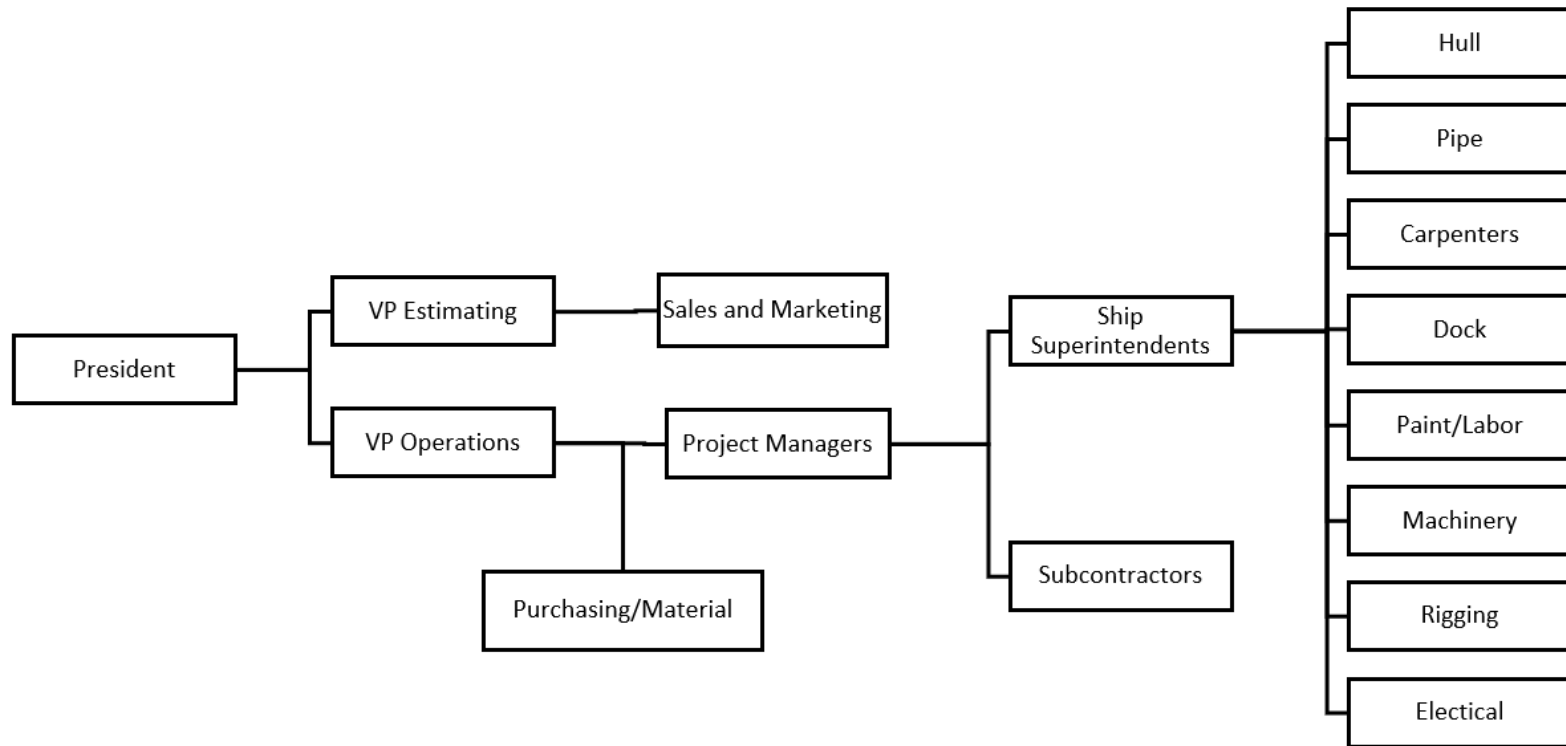 President
VP Estimating
VP Operations
Sales and Marketing
Project Managers
Purchasing/Material
Ship
Superintendents
Subcontractors
Hull
Pipe
Carpenters
Dock
Paint/Labor
Machinery
Rigging
Electical